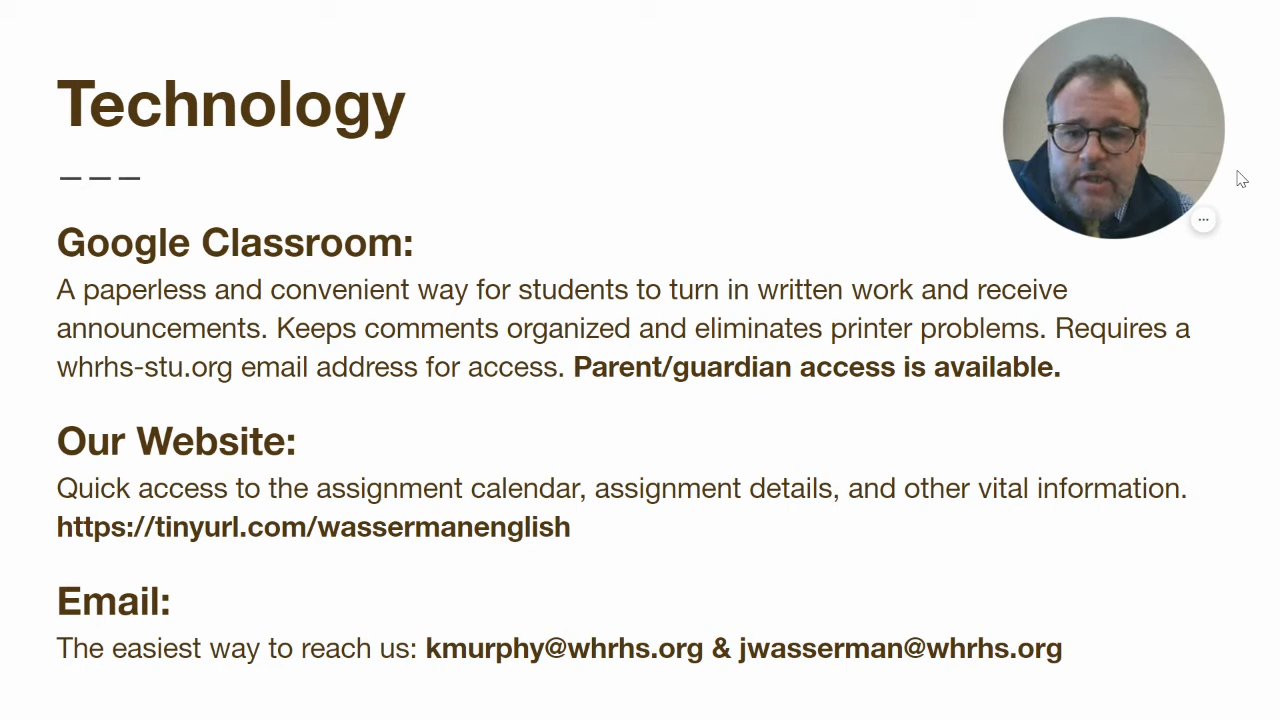 Technology
Google Classroom:
A paperless and convenient way for students to turn in written work and receive
announcements. Keeps comments organized and eliminates printer problems. Requires a
whrhs-stu.org email address for access. Parent/guardian access is available.
Our Website:
Quick access to the assignment calendar, assignment details, and other vital information.
https://tinyurl.com/wassermanenglish
Email:
The easiest way to reach us: kmurphy@whrhs.org & jwasserman@whrhs.org